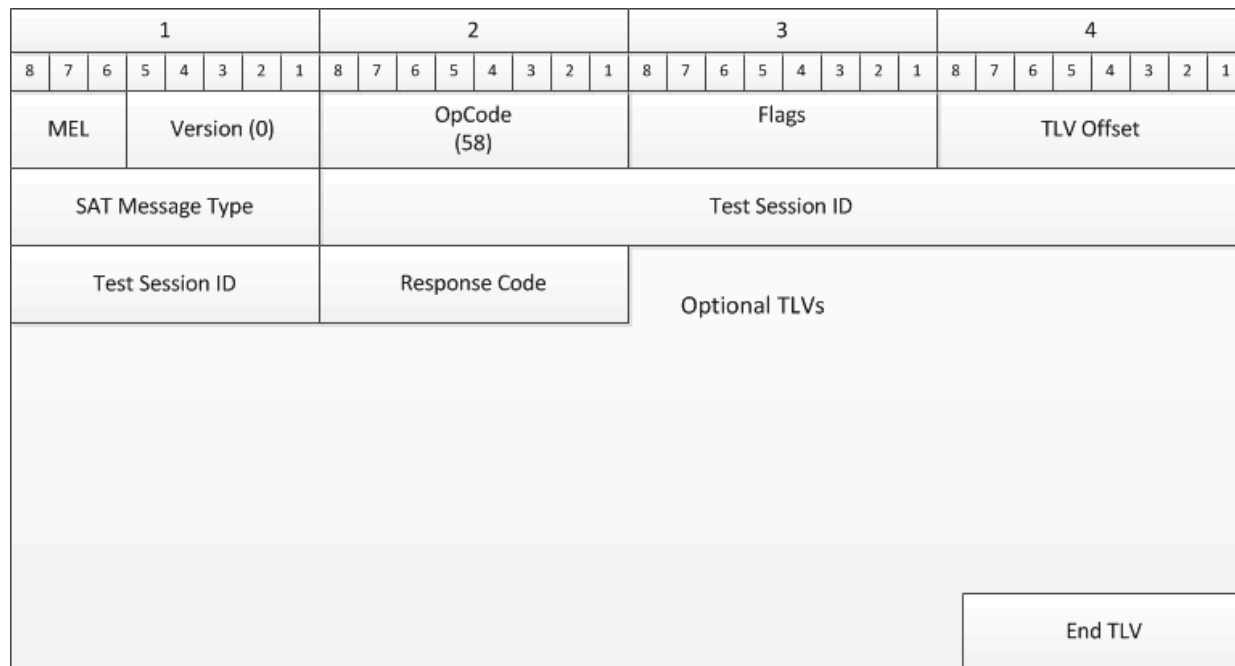 1 2 3 4
8 7 6 5 4 3 2 1 8 7 6 5 4 3 2 1 8 7 6 5 4 3 2 1 8 7 6 5 4 3 2 1
MEL Version (0) OpCode (58) Flags TLV Offset
SAT Message Type Test Session ID
Test Session ID Response Code
Optional TLVs
End TLV